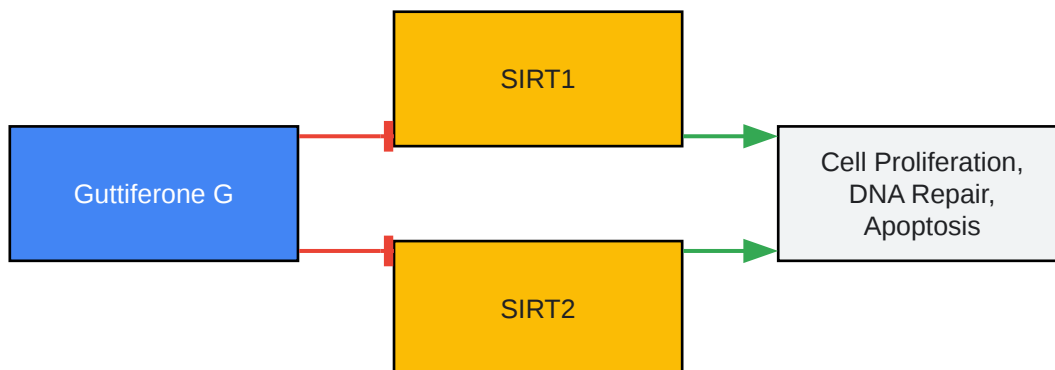 SIRT1
Guttiferone G
Cell Proliferation,
DNA Repair,
Apoptosis
SIRT2